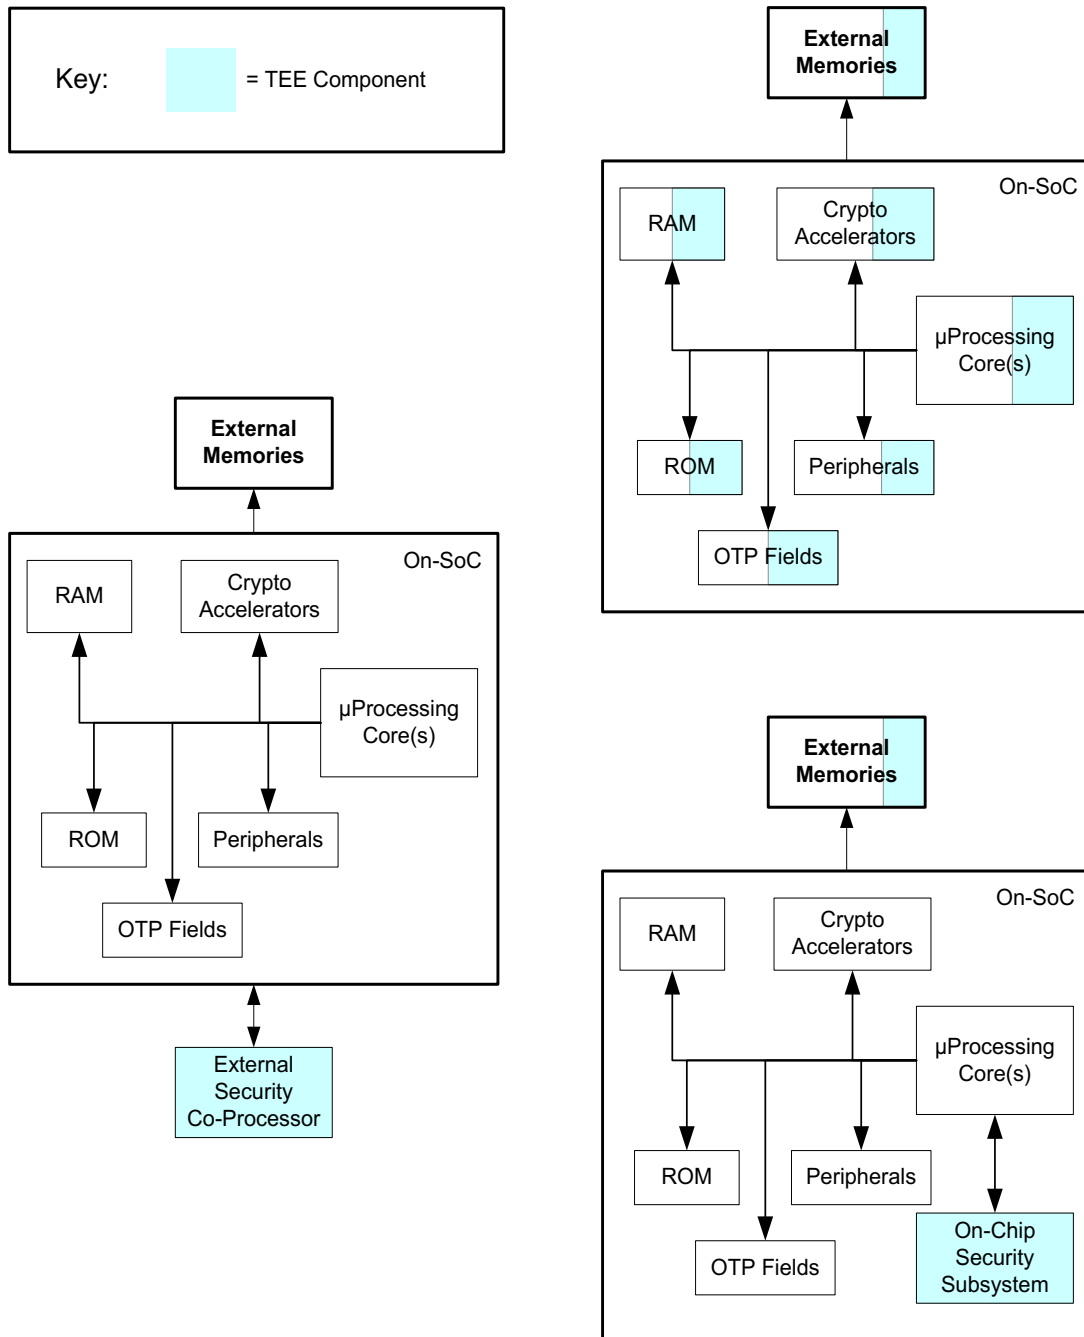 Key:
= TEE Component
External
Memories
On-SoC
RAM
Crypto
Accelerators
µProcessing
Core(s)
ROM
Peripherals
OTP Fields
External
Memories
On-SoC
RAM
Crypto
Accelerators
µProcessing
Core(s)
ROM
Peripherals
OTP Fields
External
Security
Co-Processor
External
Memories
On-SoC
RAM
Crypto
Accelerators
µProcessing
Core(s)
ROM
Peripherals
OTP Fields
On-Chip
Security
Subsystem